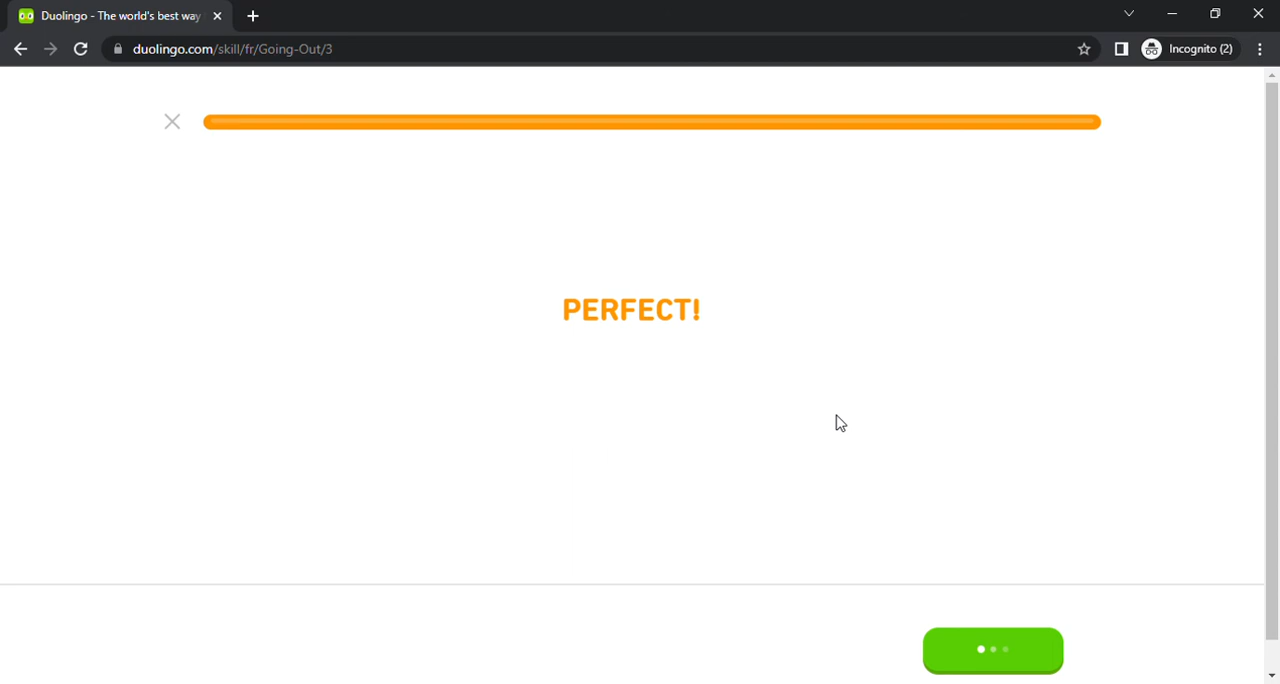 Duolingo - The world's best way
duolingo.com/skill/fr/Going-Out/3
Incognito (2)
PERFECT!